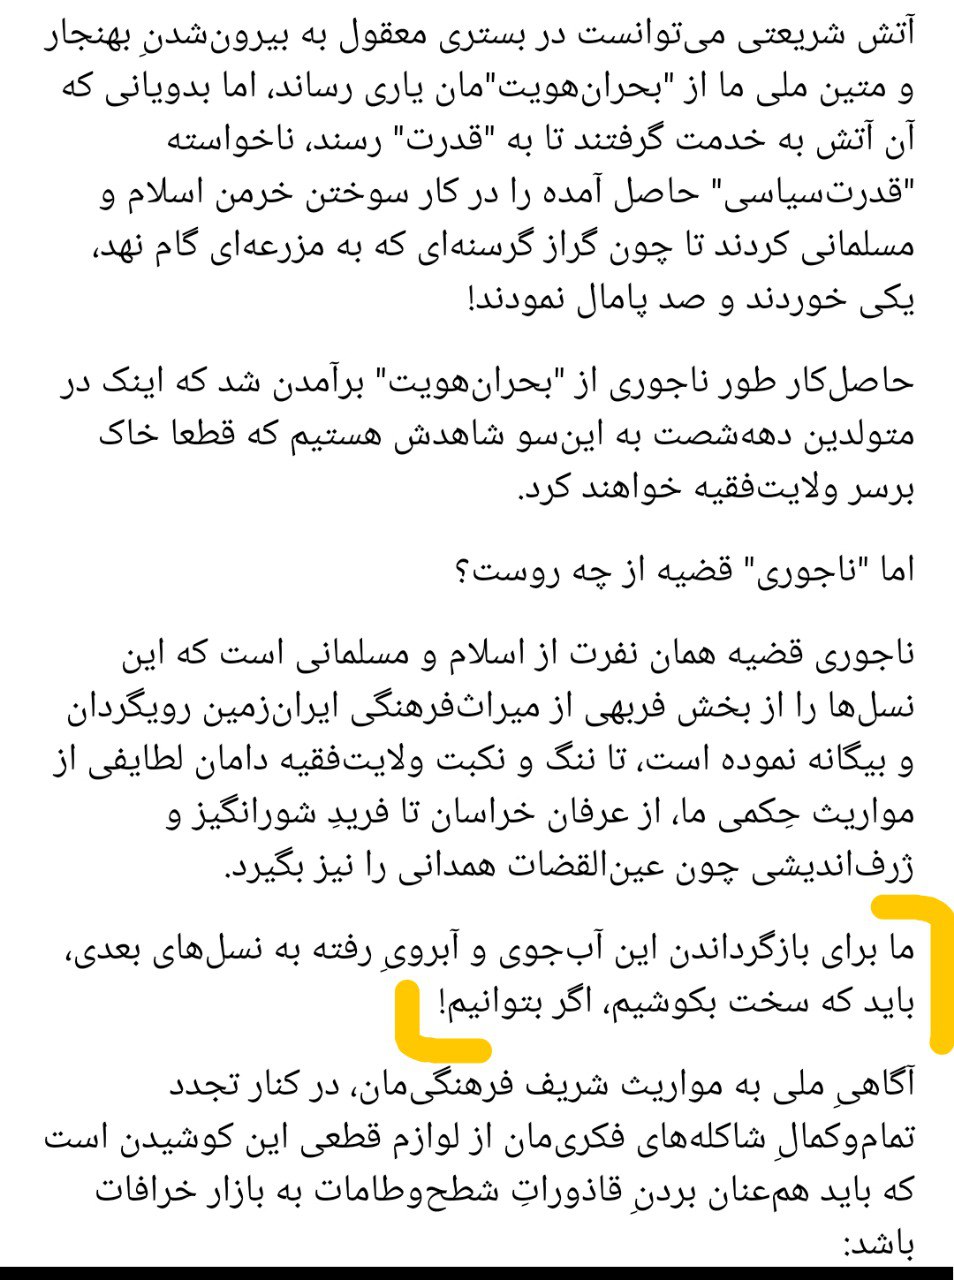 آتش شریعتی می‌توانست در بستری معقول به بیرون‌شدنِ بهنجار
و متین ملی ما از "بحران‌هویت"مان یاری رساند، اما بدویانی که
آن آتش به خدمت گرفتند تا به "قدرت" رسند، ناخواسته
"قدرت‌سیاسی" حاصل آمده را در کار سوختن خرمن اسلام و
مسلمانی کردند تا چون گراز گرسنه‌ای که به مزرعه‌ای گام نهد،
یکی خوردند و صد پامال نمودند!
حاصل‌کار طور ناجوری از "بحران‌هویت" برآمدن شد که اینک در
متولدین دهه‌شصت به این‌سو شاهدش هستیم که قطعا خاک
برسر ولایت‌فقیه خواهند کرد.
اما "ناجوری" قضیه از چه روست؟
ناجوری قضیه همان نفرت از اسلام و مسلمانی است که این
نسل‌ها را از بخش فربهی از میراث‌فرهنگی ایران‌زمین رویگردان
و بیگانه نموده است، تا ننگ و نکبت ولایت‌فقیه دامان لطایفی از
مواریث حِکمی ما، از عرفان خراسان تا فریدِ شورانگیز و
ژرف‌اندیشی چون عین‌القضات همدانی را نیز بگیرد.
ما برای بازگرداندن این آب‌جوی و آبرویِ رفته به نسل‌های بعدی،
باید که سخت بکوشیم، اگر بتوانیم!
آگاهیِ ملی به مواریث شریف فرهنگی‌مان، در کنار تجدد
تمام‌وکمالِ شاکله‌های فکری‌مان از لوازم قطعی این کوشیدن است
که باید هم‌عنان بردنِ قاذوراتِ شطح‌وطامات به بازار خرافات
باشد: